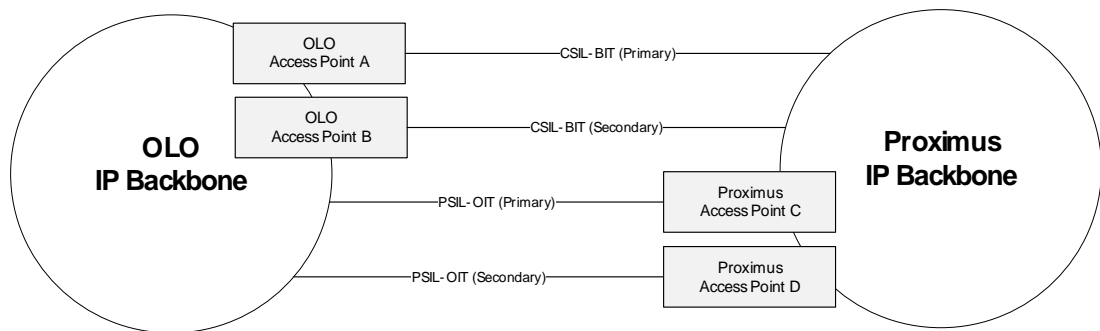 OLO
Access Point A
CSIL-BIT (Primary)
OLO
Access Point B
CSIL-BIT (Secondary)
OLO
IP Backbone
Proximus
IP Backbone
PSIL-OIT (Primary)
Proximus
Access Point C
PSIL-OIT (Secondary)
Proximus
Access Point D